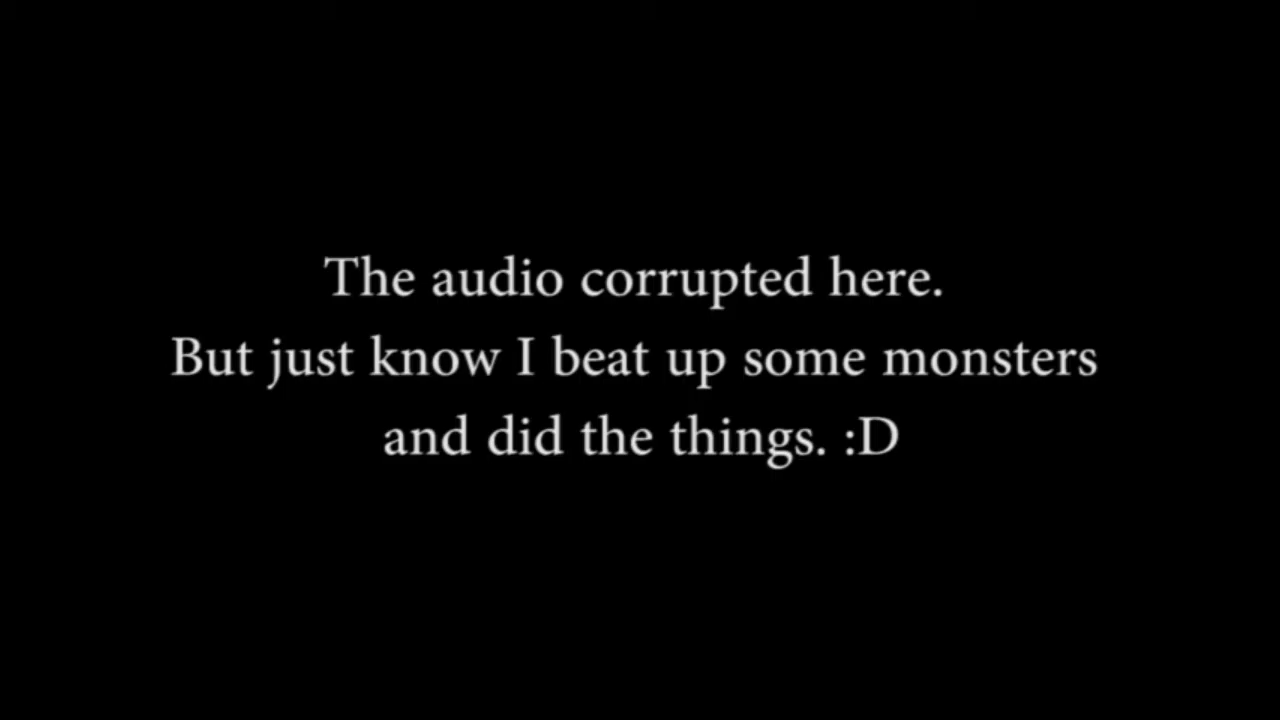 The audio corrupted here.
But just know I beat up some monsters
and did the things. :D